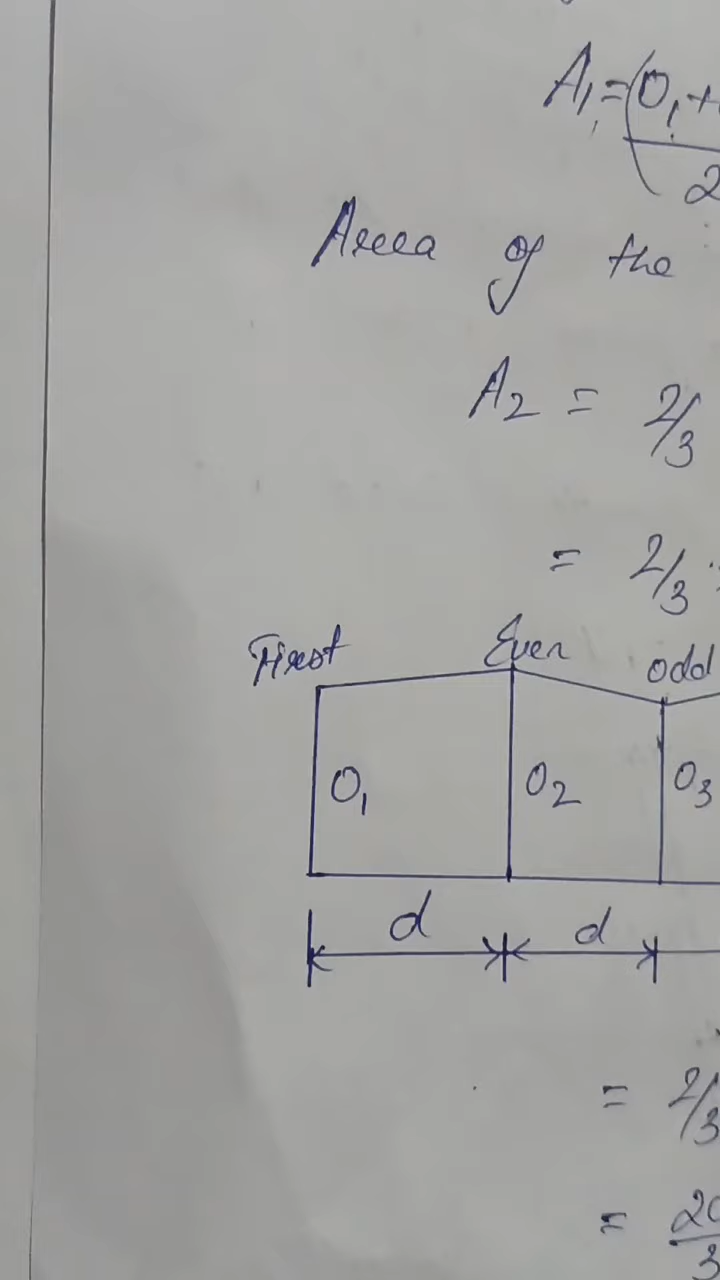 A₁ = (O₁ +
2
Area of the
A₂ = 2/3
= 2/3
First Even odd
O₁ O₂ O₃
d d
= 2/3
= 20
3